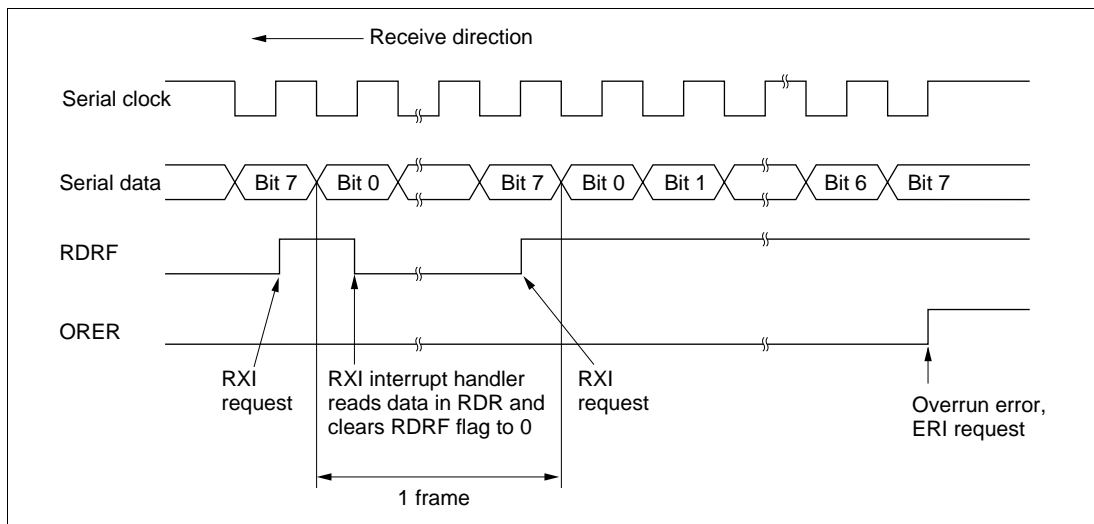 Receive direction
Serial clock
Serial data
Bit 7
Bit 0
Bit 7
Bit 0
Bit 1
Bit 6
Bit 7
RDRF
ORER
RXI
request
RXI interrupt handler
reads data in RDR and
clears RDRF flag to 0
RXI
request
Overrun error,
ERI request
1 frame